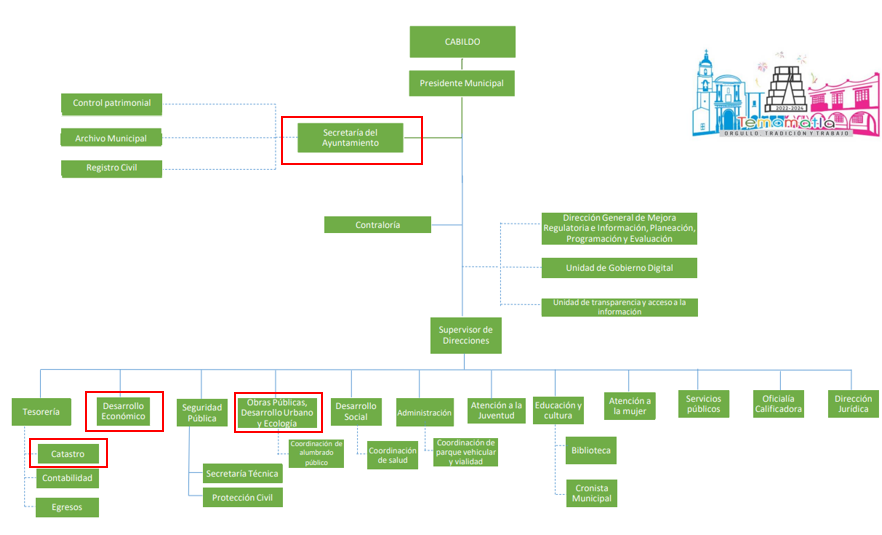 CABILDO
Presidente Municipal
2022-2024
Temamatla
ORGULLO, TRADICIÓN Y TRABAJO
Control patrimonial
Archivo Municipal
Registro Civil
Secretaría del
Ayuntamiento
Contraloría
Dirección General de Mejora
Regulatoria e Información, Planeación,
Programación y Evaluación
Unidad de Gobierno Digital
Unidad de transparencia y acceso a la
información
Supervisor de
Direcciones
Tesorería
Desarrollo
Económico
Seguridad
Pública
Obras Públicas,
Desarrollo Urbano
y Ecología
Desarrollo
Social
Administración
Atención a la
Juventud
Educación y
cultura
Atención a
la mujer
Servicios
públicos
Oficialía
Calificadora
Dirección
Jurídica
Catastro
Contabilidad
Egresos
Secretaría Técnica
Protección Civil
Coordinación de
alumbrado
público
Coordinación
de salud
Coordinación de
parque vehicular
y vialidad
Biblioteca
Cronista
Municipal